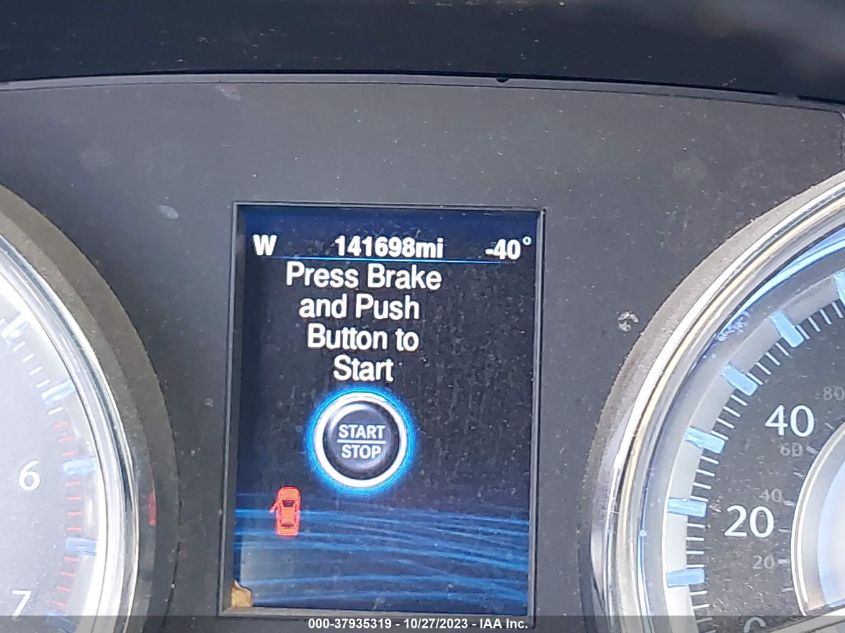 W 141698mi -40°
Press Brake
and Push
Button to
Start
START
STOP
6
7
80
40
60
40
20
20
000-37935319 - 10/27/2023 - IAA Inc.